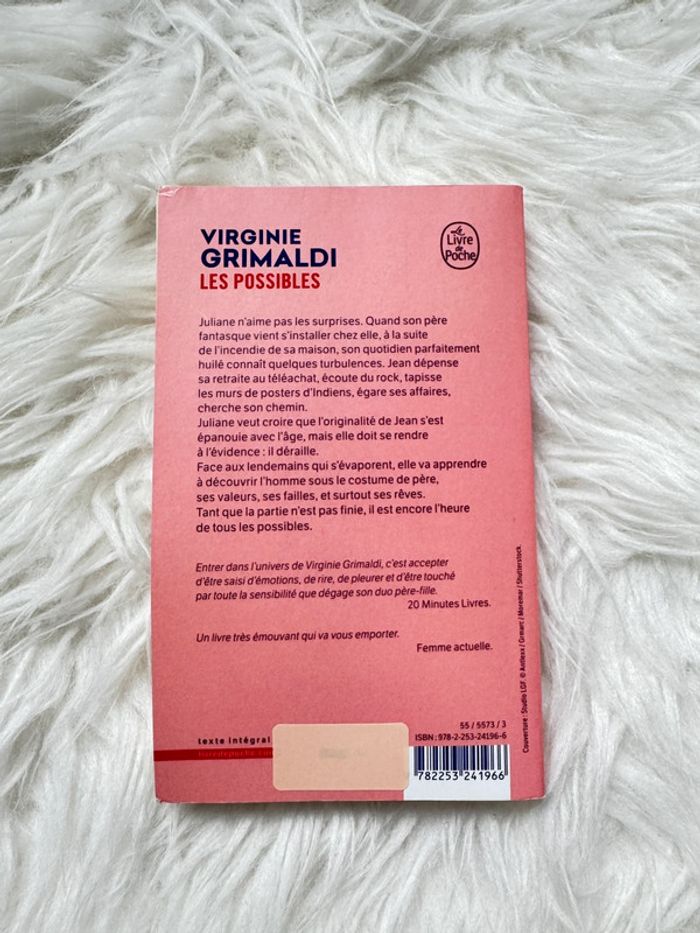 VIRGINIE
GRIMALDI
LES POSSIBLES
Le
Livre
de
Poche
Juliane n'aime pas les surprises. Quand son père
fantasque vient s'installer chez elle, à la suite
de l'incendie de sa maison, son quotidien parfaitement
huilé connaît quelques turbulences. Jean dépense
sa retraite au téléachat, écoute du rock, tapisse
les murs de posters d'Indiens, égare ses affaires,
cherche son chemin.
Juliane veut croire que l'originalité de Jean s'est
épanouie avec l'âge, mais elle doit se rendre
à l'évidence : il déraille.
Face aux lendemains qui s'évaporent, elle va apprendre
à découvrir l'homme sous le costume de père,
ses valeurs, ses failles, et surtout ses rêves.
Tant que la partie n'est pas finie, il est encore l'heure
de tous les possibles.
Entrer dans l'univers de Virginie Grimaldi, c'est accepter
d'être saisi d'émotions, de rire, de pleurer et d'être touché
par toute la sensibilité que dégage son duo père-fille.
20 Minutes Livres.
Un livre très émouvant qui va vous emporter.
Femme actuelle.
Couverture : Studio LGF. © Antlexx / Grmarc / Moremar / Shutterstock.
texte intégral
55 / 5573 / 3
ISBN : 978-2-253-24196-6
782253 241966